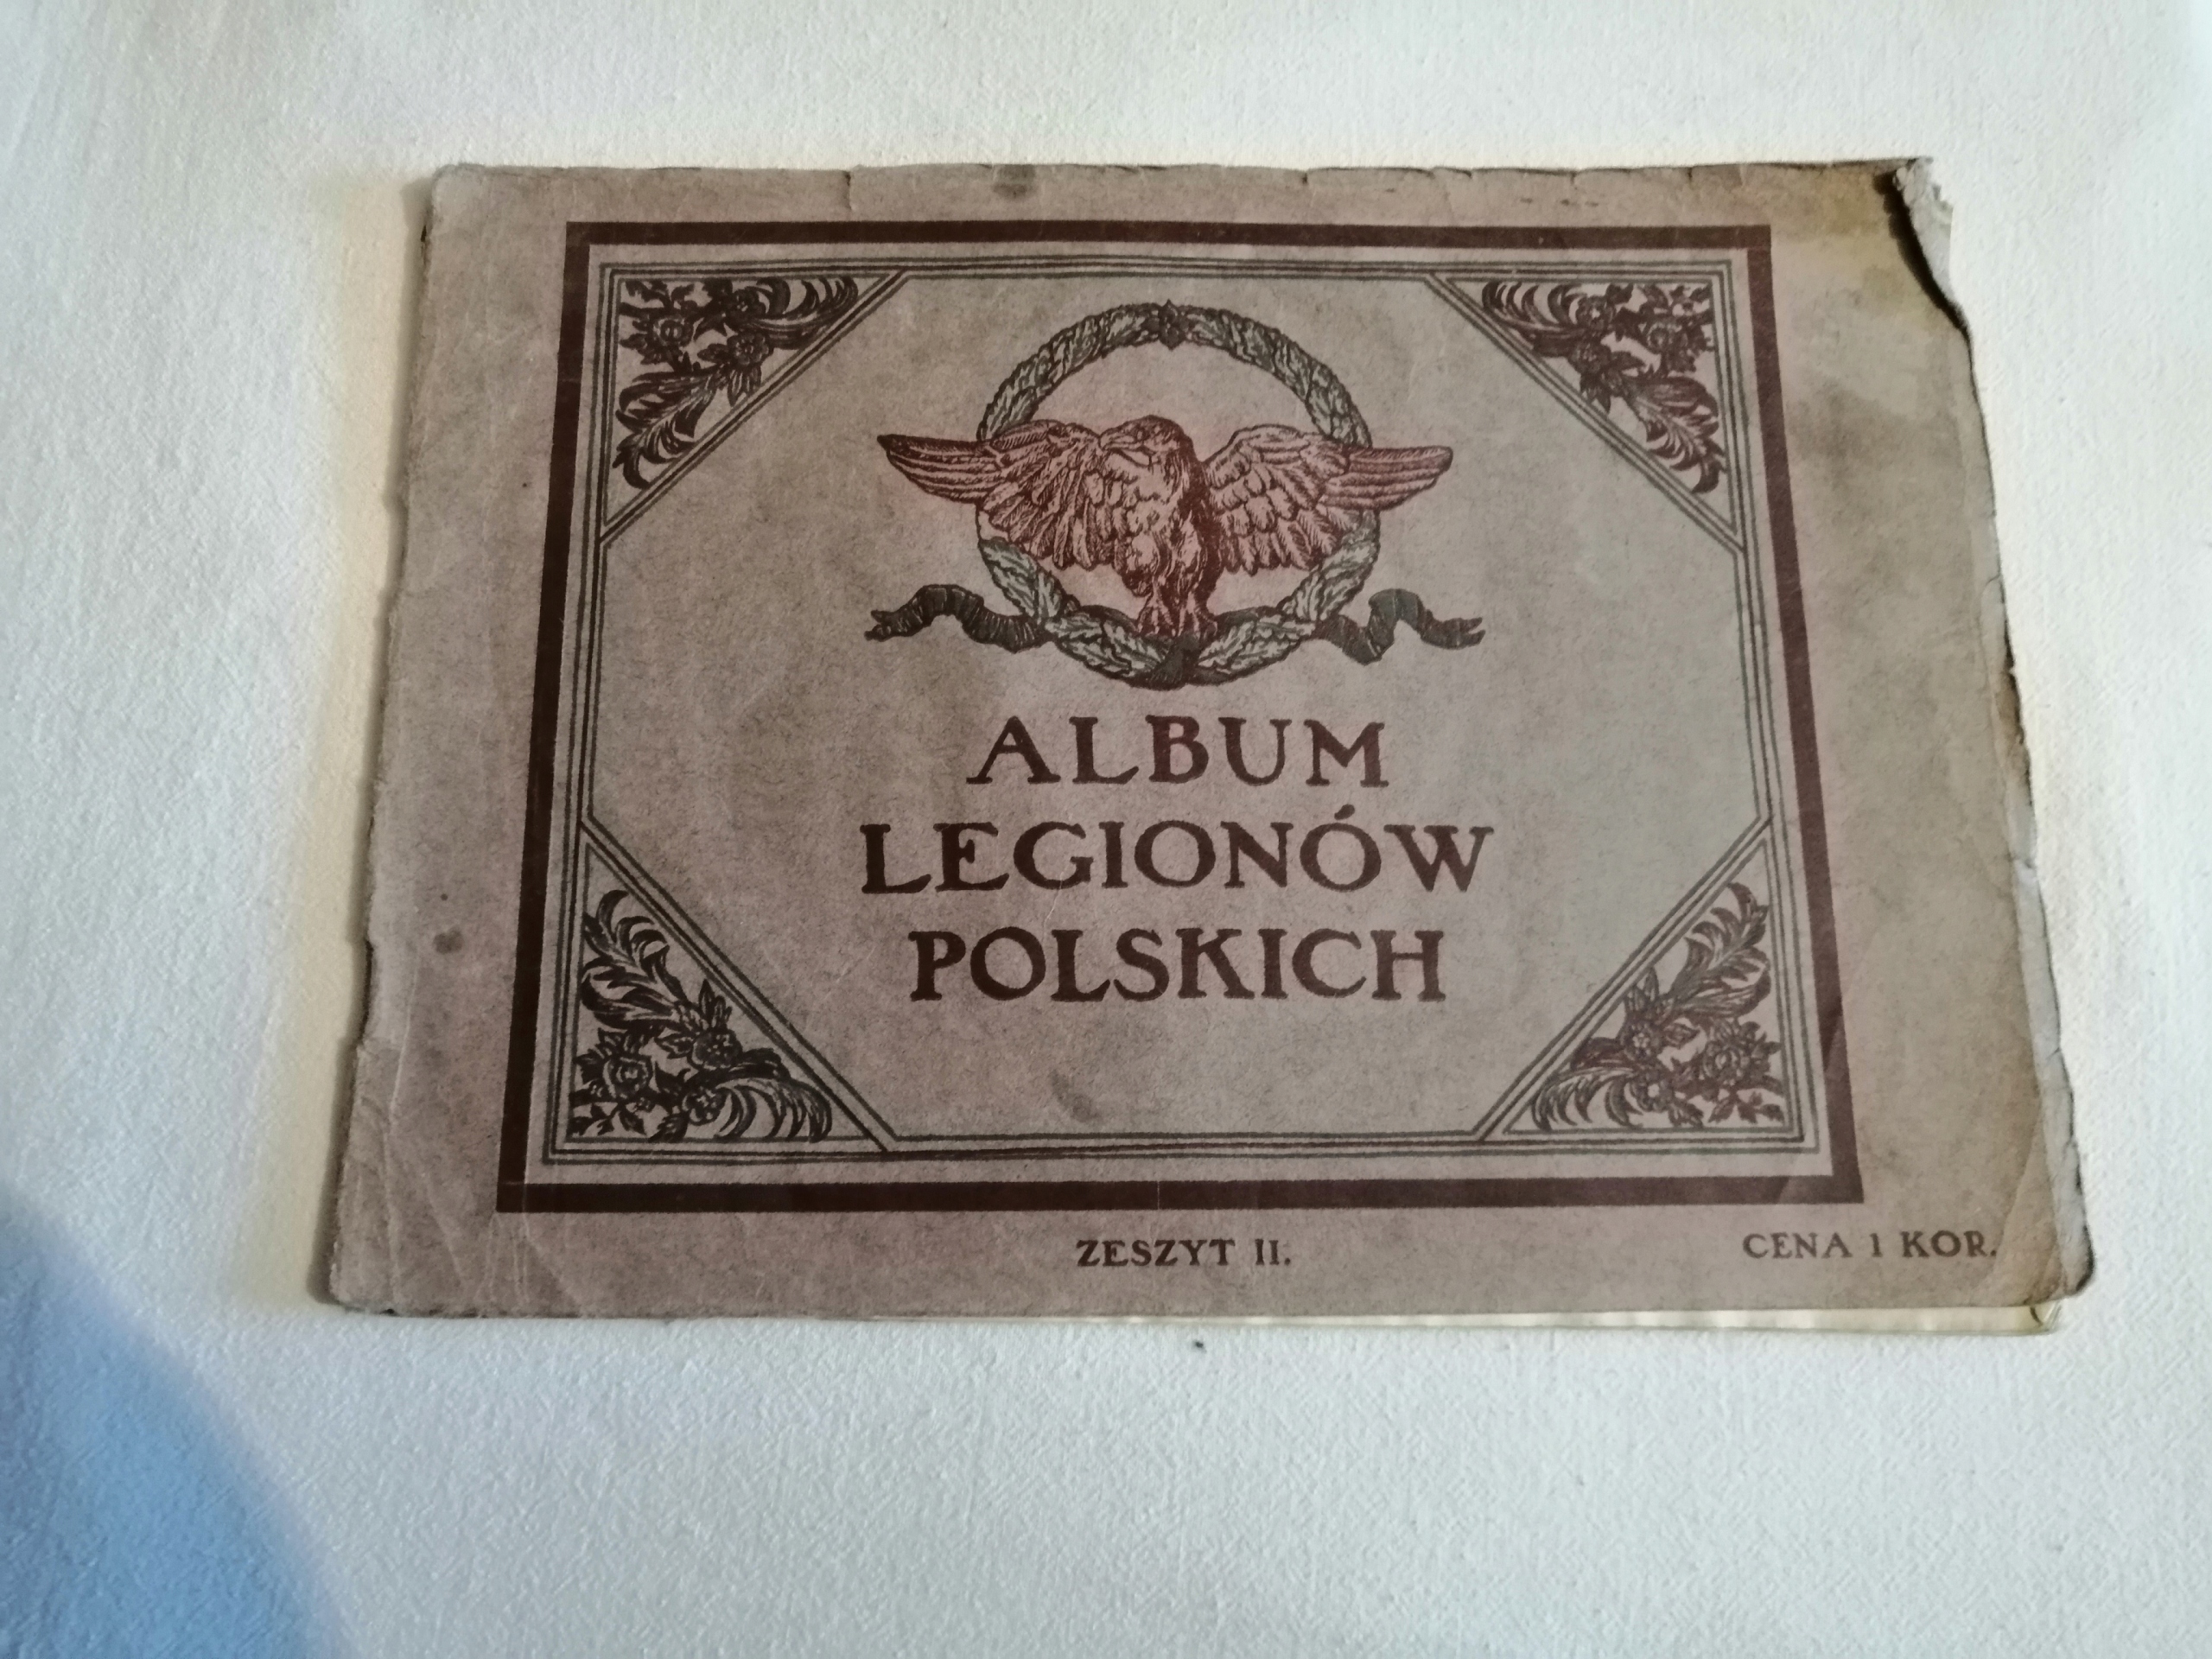 ALBUM
LEGIONÓW
POLSKICH
ZESZYT II.
CENA 1 KOR.